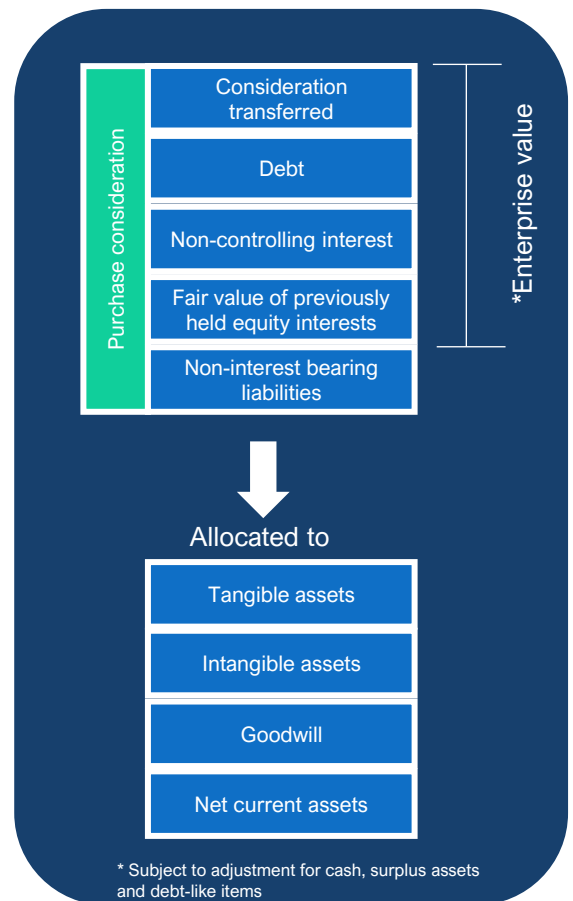 Purchase consideration
Consideration
transferred
Debt
Non-controlling interest
Fair value of previously
held equity interests
Non-interest bearing
liabilities
*Enterprise value
Allocated to
Tangible assets
Intangible assets
Goodwill
Net current assets
* Subject to adjustment for cash, surplus assets
and debt-like items